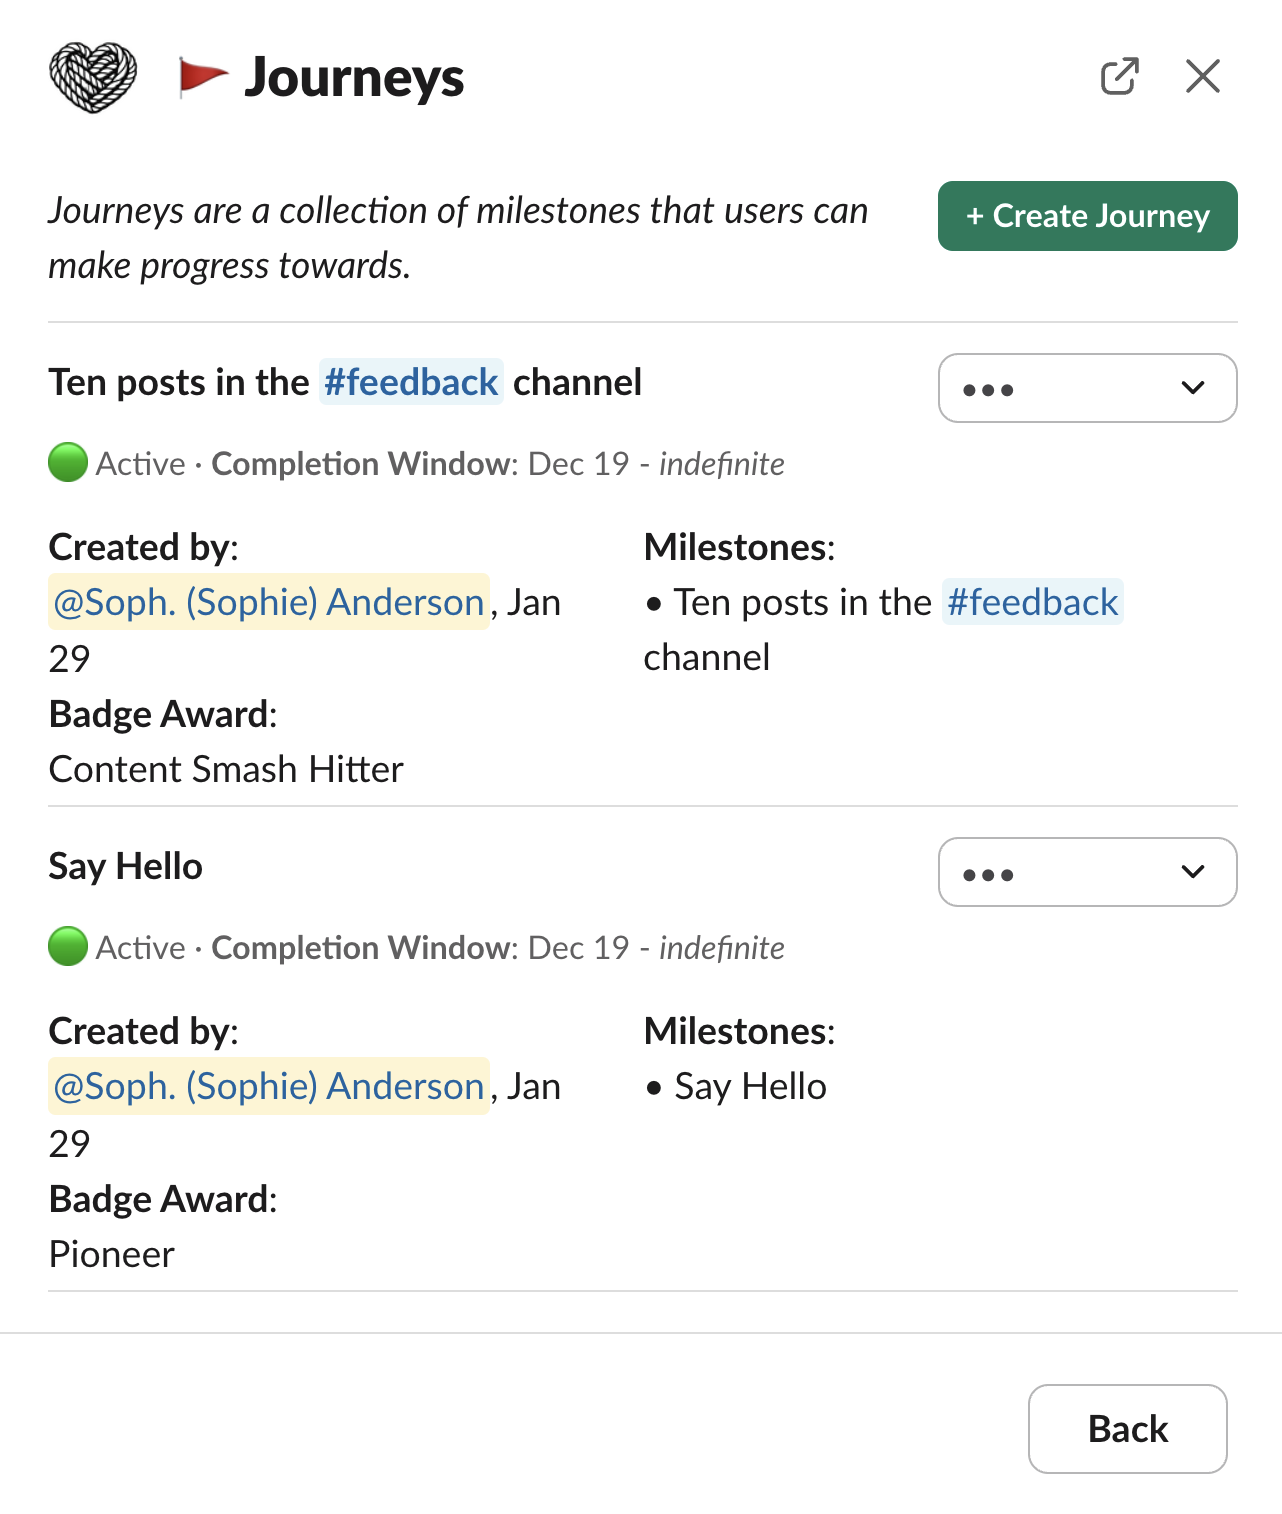 Journeys
Journeys are a collection of milestones that users can
make progress towards.
+ Create Journey
Ten posts in the #feedback channel
•••
Active · Completion Window: Dec 19 - indefinite
Created by:
@Soph. (Sophie) Anderson, Jan
29
Badge Award:
Content Smash Hitter
Milestones:
• Ten posts in the #feedback
channel
Say Hello
•••
Active · Completion Window: Dec 19 - indefinite
Created by:
@Soph. (Sophie) Anderson, Jan
29
Badge Award:
Pioneer
Milestones:
• Say Hello
Back